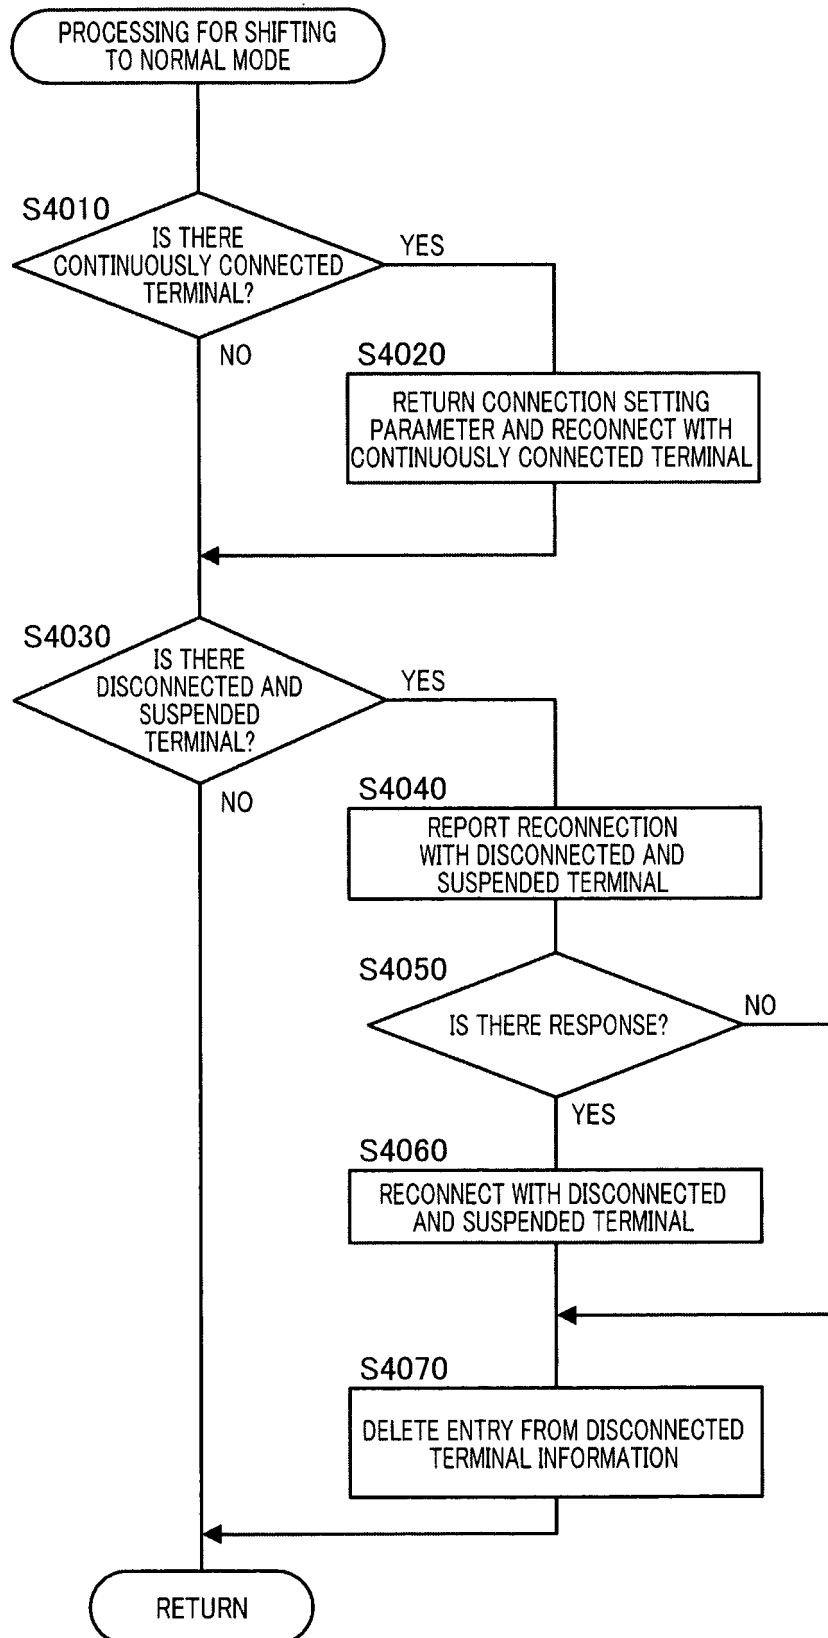 PROCESSING FOR SHIFTING
TO NORMAL MODE
S4010
IS THERE
CONTINUOUSLY CONNECTED
TERMINAL?
YES
NO
S4020
RETURN CONNECTION SETTING
PARAMETER AND RECONNECT WITH
CONTINUOUSLY CONNECTED TERMINAL
S4030
IS THERE
DISCONNECTED AND
SUSPENDED
TERMINAL?
YES
NO
S4040
REPORT RECONNECTION
WITH DISCONNECTED AND
SUSPENDED TERMINAL
S4050
IS THERE RESPONSE?
NO
YES
S4060
RECONNECT WITH DISCONNECTED
AND SUSPENDED TERMINAL
S4070
DELETE ENTRY FROM DISCONNECTED
TERMINAL INFORMATION
RETURN